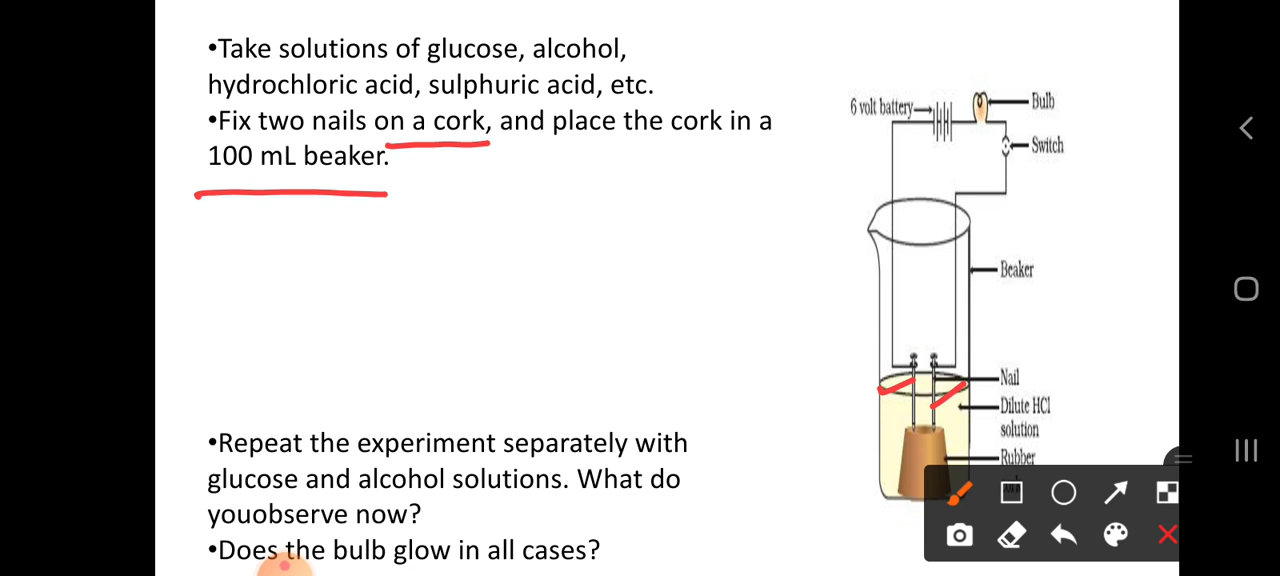 •Take solutions of glucose, alcohol,
hydrochloric acid, sulphuric acid, etc.
•Fix two nails on a cork, and place the cork in a
100 mL beaker.
•Repeat the experiment separately with
glucose and alcohol solutions. What do
youobserve now?
•Does the bulb glow in all cases?
6 volt battery
Bulb
Switch
Beaker
Nail
Dilute HCl
solution
Rubber